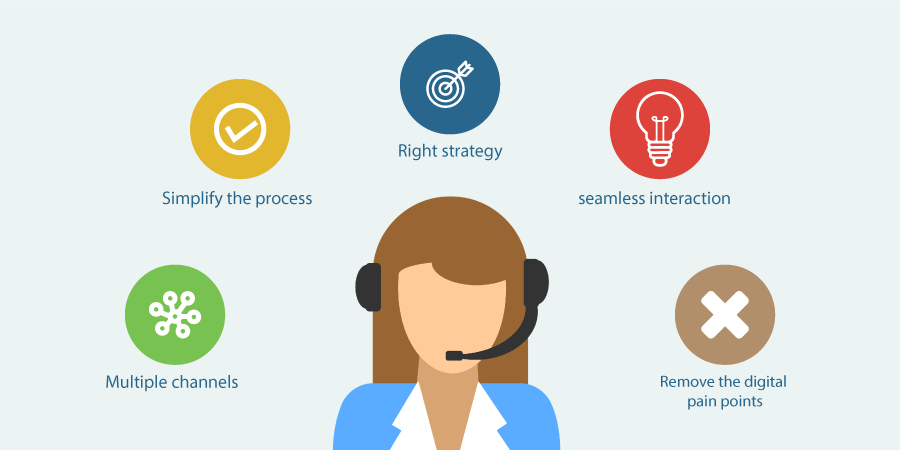 Right strategy
Simplify the process
seamless interaction
Multiple channels
Remove the digital
pain points